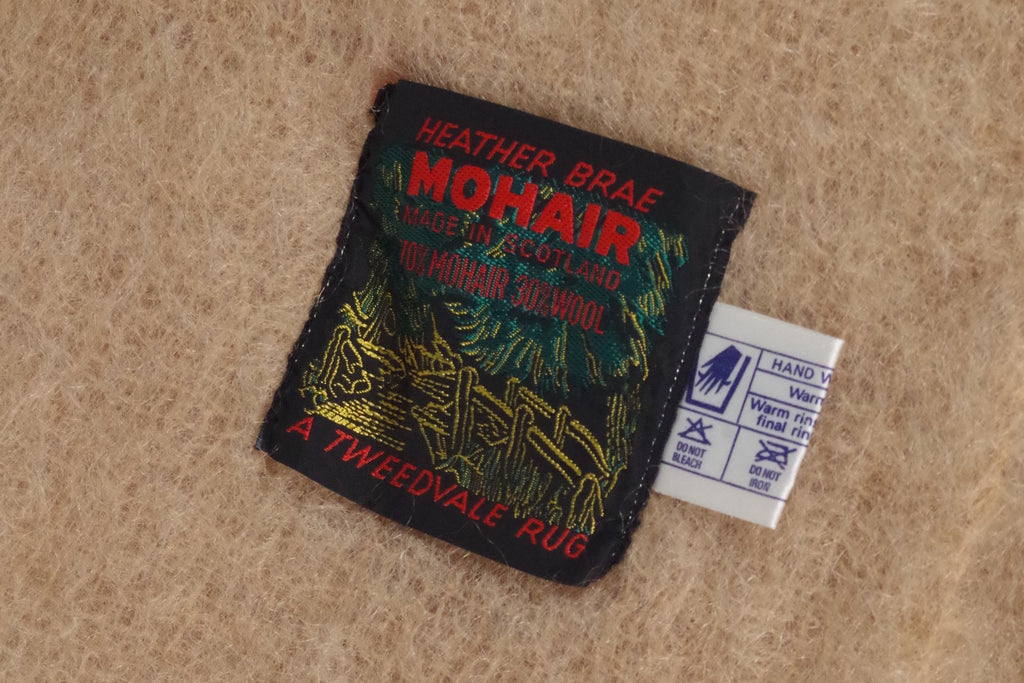 HEATHER BRAE
MOHAIR
MADE IN SCOTLAND
70% MOHAIR 30% WOOL
A TWEEDVALE RUG
HAND
Warm
Warm
final
DO NOT
BLEACH
DO NOT
IRON